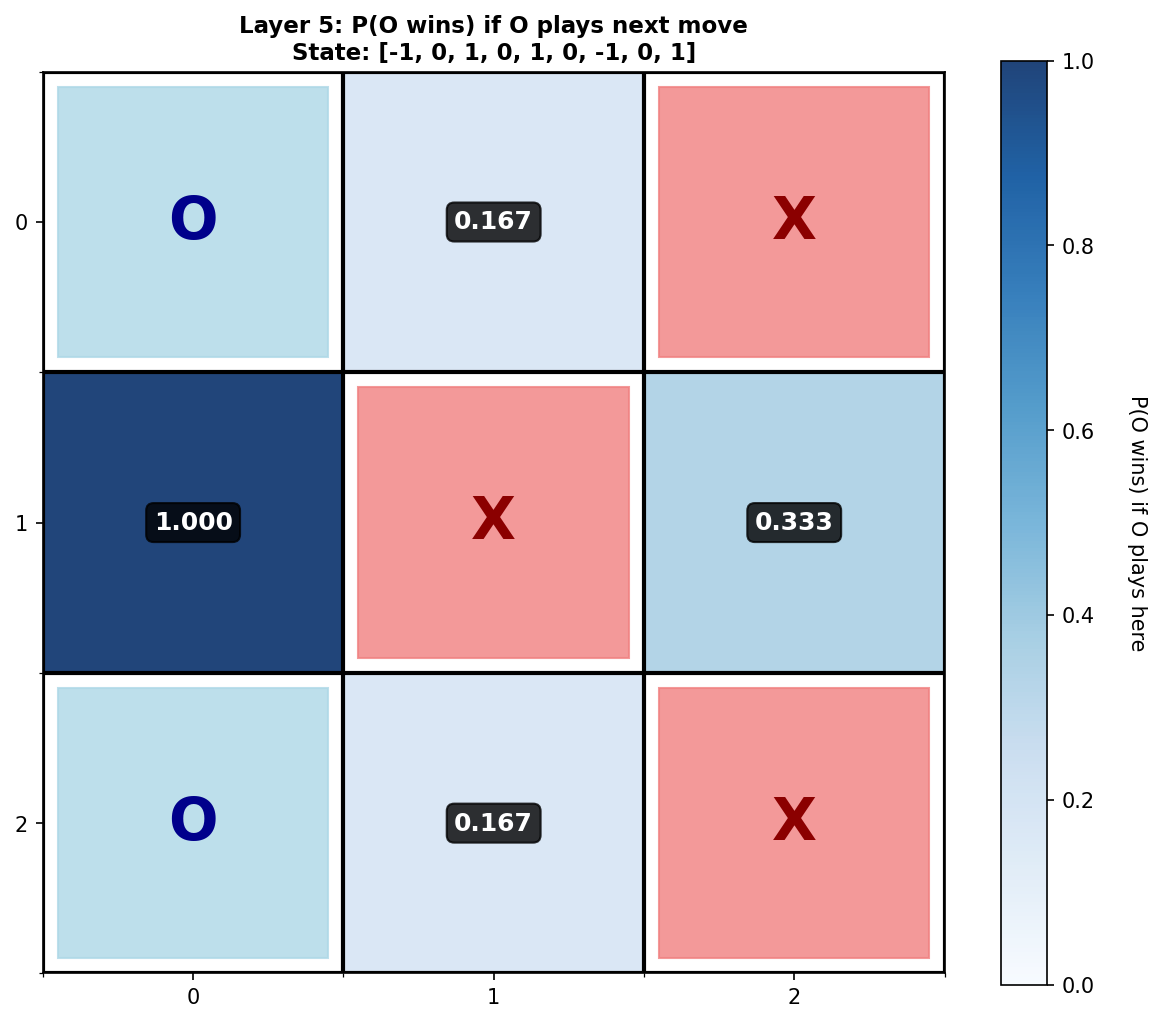 Layer 5: P(O wins) if O plays next move
State: [-1, 0, 1, 0, 1, 0, -1, 0, 1]
0
O
0.167
X
1
1.000
X
0.333
2
O
0.167
X
0
1
2
1.0
0.8
0.6
0.4
0.2
0.0
P(O wins) if O plays here